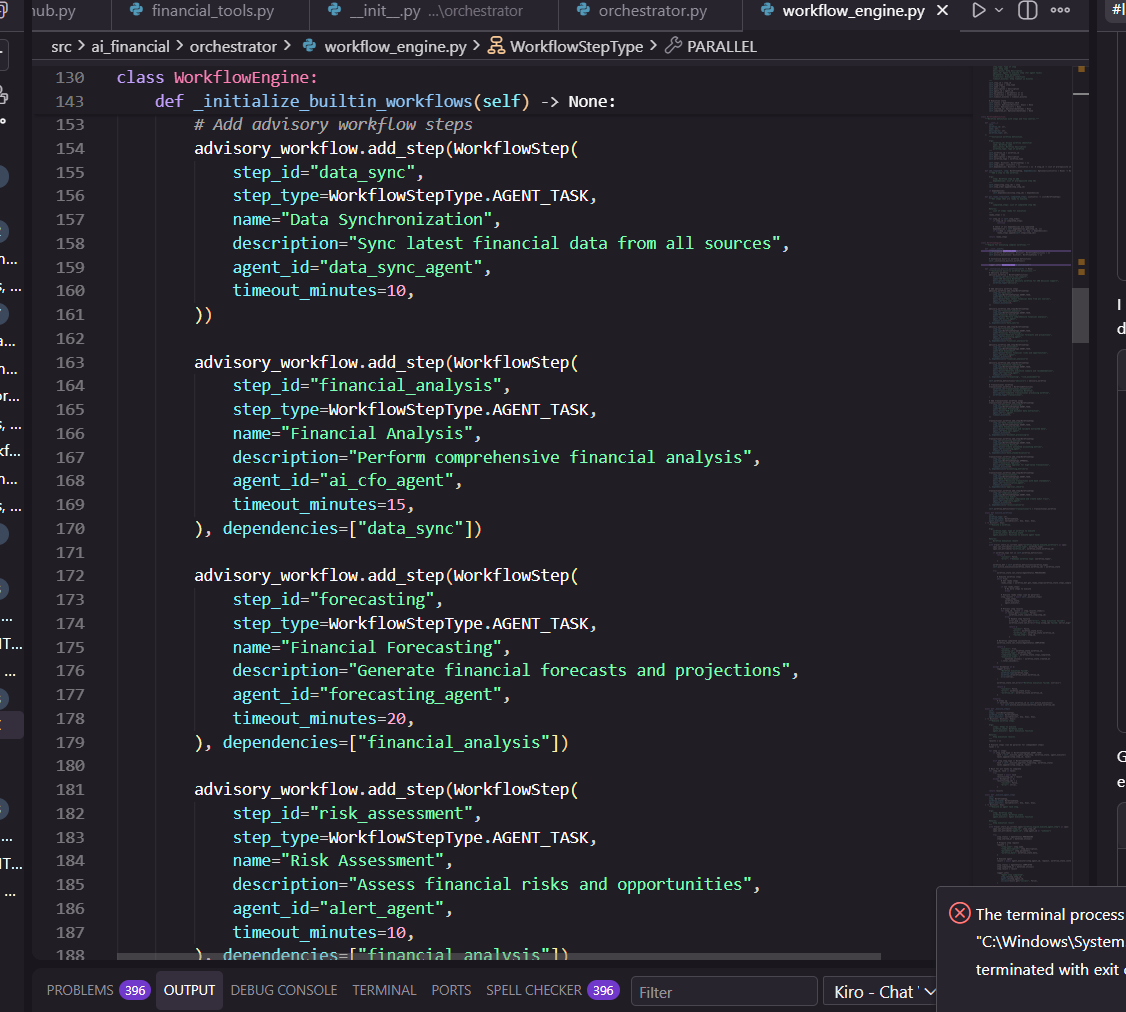 hub.py financial_tools.py __init__.py ...\orchestrator orchestrator.py workflow_engine.py
src > ai_financial > orchestrator > workflow_engine.py > WorkflowStepType > PARALLEL
130 class WorkflowEngine:
143 def _initialize_builtin_workflows(self) -> None:
153 # Add advisory workflow steps
154 advisory_workflow.add_step(WorkflowStep(
155 step_id="data_sync",
156 step_type=WorkflowStepType.AGENT_TASK,
157 name="Data Synchronization",
158 description="Sync latest financial data from all sources",
159 agent_id="data_sync_agent",
160 timeout_minutes=10,
161 ))
162
163 advisory_workflow.add_step(WorkflowStep(
164 step_id="financial_analysis",
165 step_type=WorkflowStepType.AGENT_TASK,
166 name="Financial Analysis",
167 description="Perform comprehensive financial analysis",
168 agent_id="ai_cfo_agent",
169 timeout_minutes=15,
170 ), dependencies=["data_sync"])
171
172 advisory_workflow.add_step(WorkflowStep(
173 step_id="forecasting",
174 step_type=WorkflowStepType.AGENT_TASK,
175 name="Financial Forecasting",
176 description="Generate financial forecasts and projections",
177 agent_id="forecasting_agent",
178 timeout_minutes=20,
179 ), dependencies=["financial_analysis"])
180
181 advisory_workflow.add_step(WorkflowStep(
182 step_id="risk_assessment",
183 step_type=WorkflowStepType.AGENT_TASK,
184 name="Risk Assessment",
185 description="Assess financial risks and opportunities",
186 agent_id="alert_agent",
187 timeout_minutes=10,
188 ), dependencies=["financial_analysis"])
The terminal process
"C:\Windows\System
terminated with exit
PROBLEMS 396 OUTPUT DEBUG CONSOLE TERMINAL PORTS SPELL CHECKER 396 Filter Kiro - Chat